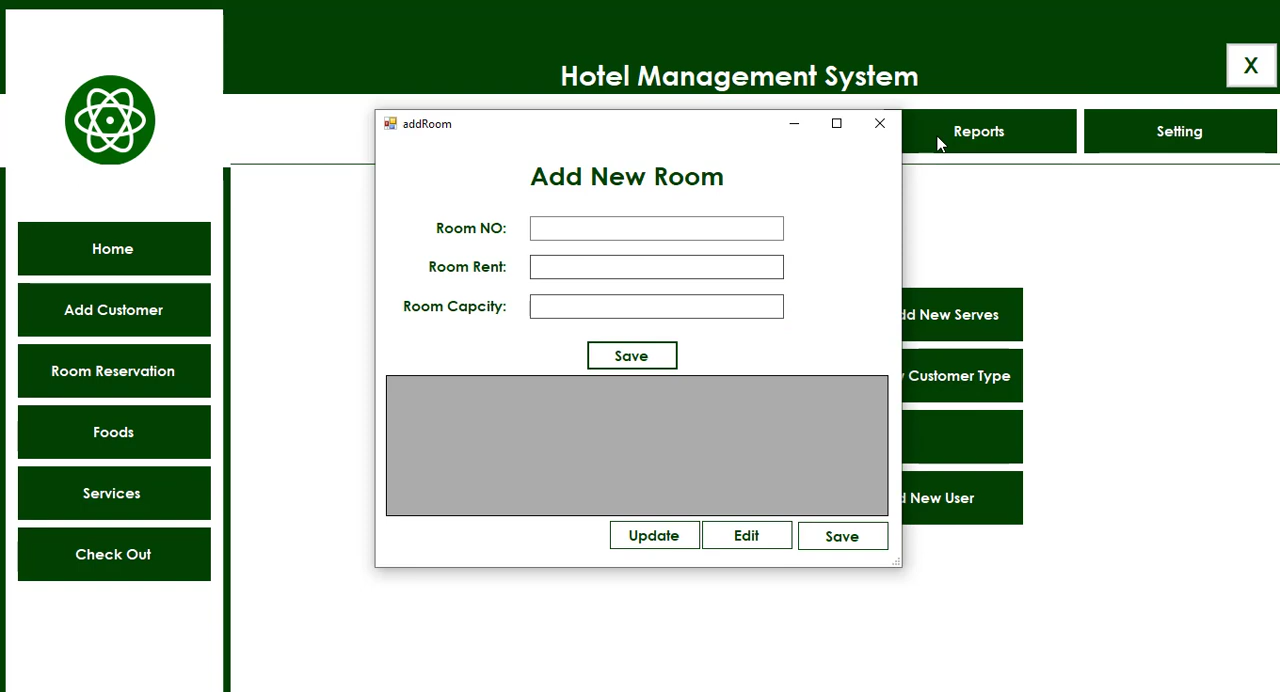 Hotel Management System
X
addRoom
Reports
Setting
Add New Room
Room NO:
Room Rent:
Room Capcity:
Save
Update
Edit
Save
Home
Add Customer
Room Reservation
Foods
Services
Check Out
New Serves
Customer Type
New User